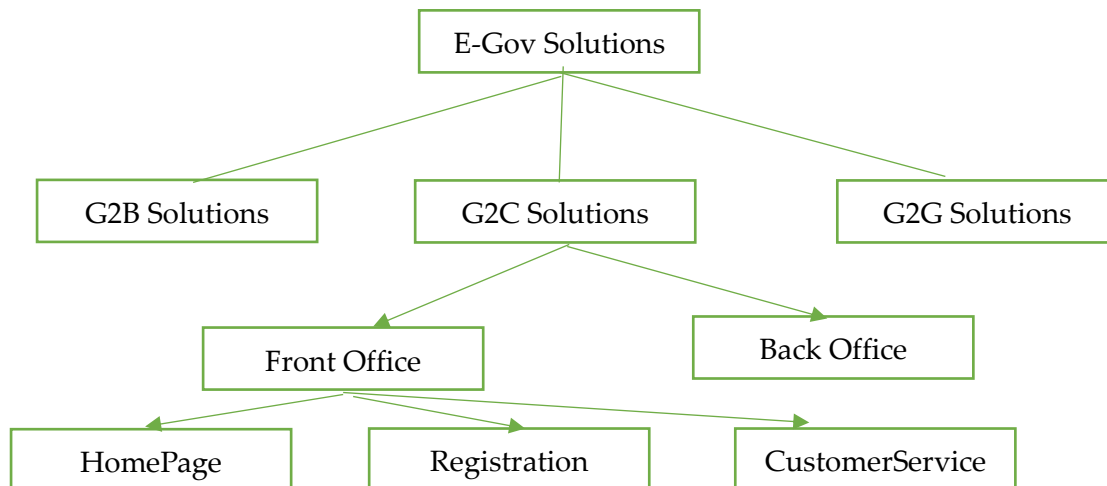 E-Gov Solutions
G2B Solutions
G2C Solutions
G2G Solutions
Front Office
Back Office
HomePage
Registration
CustomerService